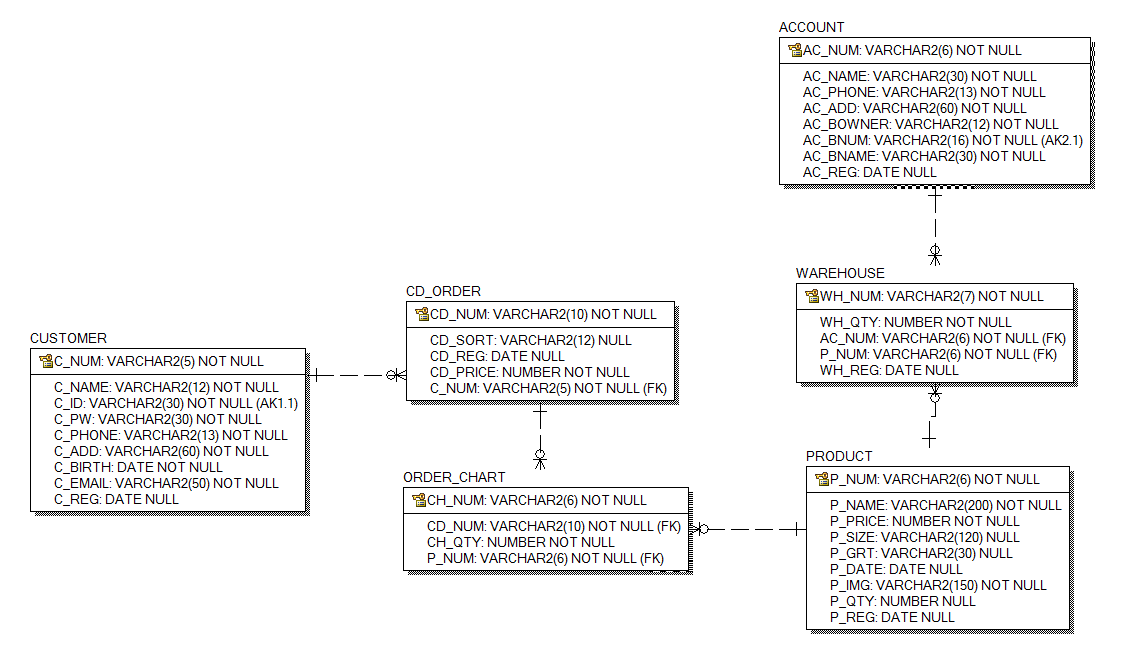 ACCOUNT
AC_NUM: VARCHAR2(6) NOT NULL
AC_NAME: VARCHAR2(30) NOT NULL
AC_PHONE: VARCHAR2(13) NOT NULL
AC_ADD: VARCHAR2(60) NOT NULL
AC_BOWNER: VARCHAR2(12) NOT NULL
AC_BNUM: VARCHAR2(16) NOT NULL (AK2.1)
AC_BNAME: VARCHAR2(30) NOT NULL
AC_REG: DATE NULL
WAREHOUSE
WH_NUM: VARCHAR2(7) NOT NULL
WH_QTY: NUMBER NOT NULL
AC_NUM: VARCHAR2(6) NOT NULL (FK)
P_NUM: VARCHAR2(6) NOT NULL (FK)
WH_REG: DATE NULL
CD_ORDER
CD_NUM: VARCHAR2(10) NOT NULL
CD_SORT: VARCHAR2(12) NULL
CD_REG: DATE NULL
CD_PRICE: NUMBER NOT NULL
C_NUM: VARCHAR2(5) NOT NULL (FK)
CUSTOMER
C_NUM: VARCHAR2(5) NOT NULL
C_NAME: VARCHAR2(12) NOT NULL
C_ID: VARCHAR2(30) NOT NULL (AK1.1)
C_PW: VARCHAR2(30) NOT NULL
C_PHONE: VARCHAR2(13) NOT NULL
C_ADD: VARCHAR2(60) NOT NULL
C_BIRTH: DATE NOT NULL
C_EMAIL: VARCHAR2(50) NOT NULL
C_REG: DATE NULL
ORDER_CHART
CH_NUM: VARCHAR2(6) NOT NULL
CD_NUM: VARCHAR2(10) NOT NULL (FK)
CH_QTY: NUMBER NOT NULL
P_NUM: VARCHAR2(6) NOT NULL (FK)
PRODUCT
P_NUM: VARCHAR2(6) NOT NULL
P_NAME: VARCHAR2(200) NOT NULL
P_PRICE: NUMBER NOT NULL
P_SIZE: VARCHAR2(120) NULL
P_GRT: VARCHAR2(30) NULL
P_DATE: DATE NULL
P_IMG: VARCHAR2(150) NOT NULL
P_QTY: NUMBER NULL
P_REG: DATE NULL